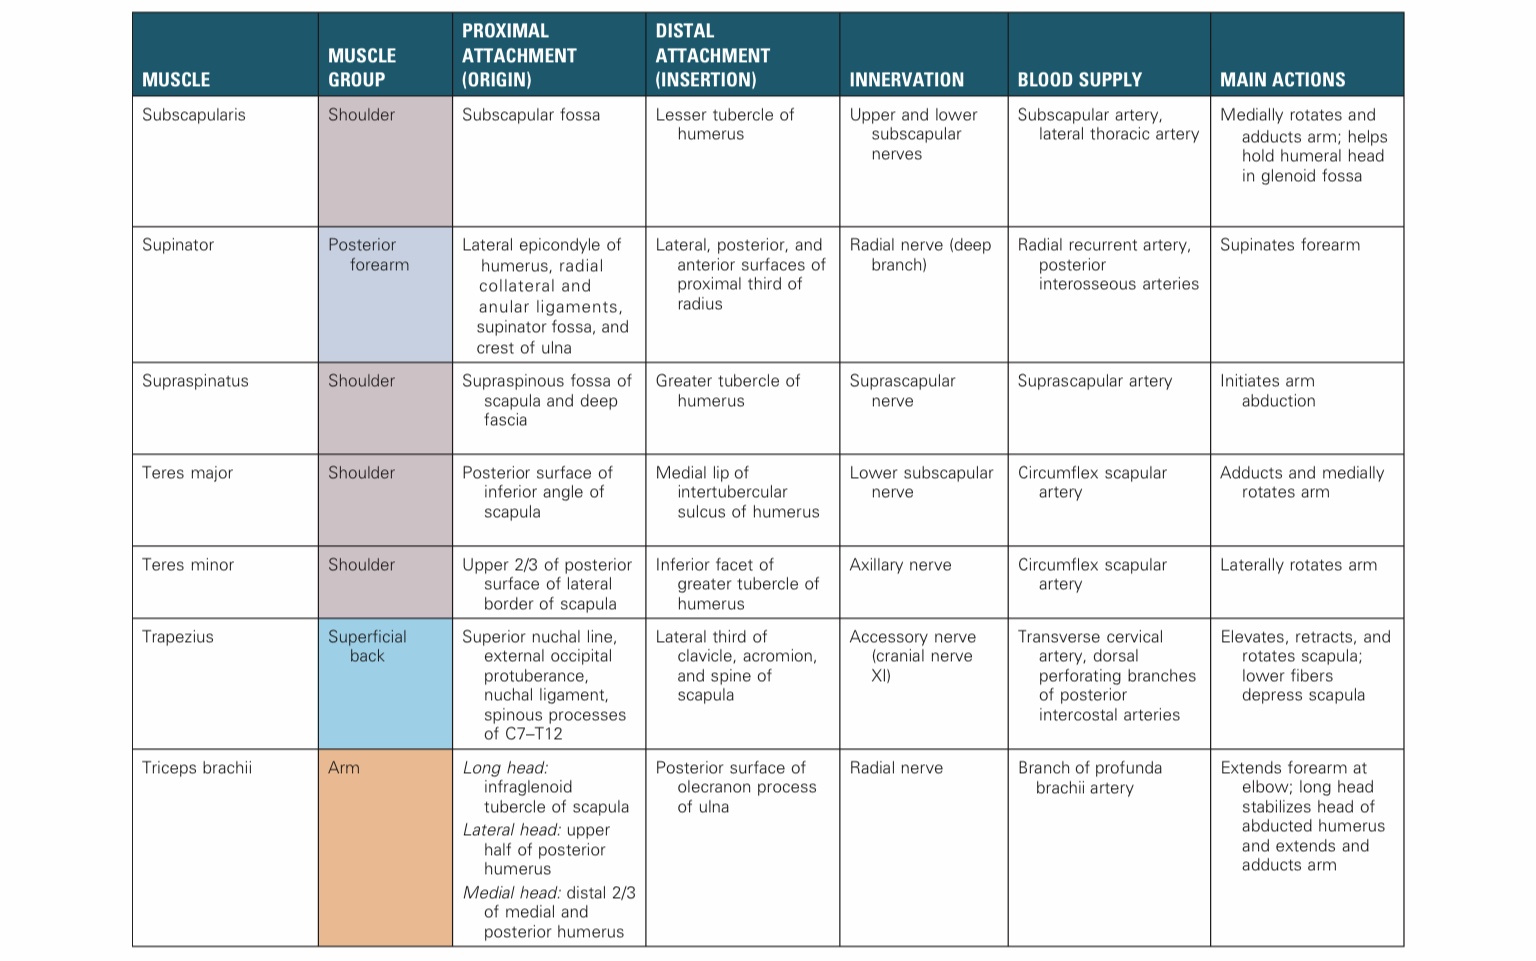 MUSCLE
MUSCLE
GROUP
PROXIMAL
ATTACHMENT
(ORIGIN)
DISTAL
ATTACHMENT
(INSERTION)
INNERVATION
BLOOD SUPPLY
MAIN ACTIONS
Subscapularis
Shoulder
Subscapular fossa
Lesser tubercle of
humerus
Upper and lower
subscapular
nerves
Subscapular artery,
lateral thoracic artery
Medially rotates and
adducts arm; helps
hold humeral head
in glenoid fossa
Supinator
Posterior
forearm
Lateral epicondyle of
humerus, radial
collateral and
anular ligaments,
supinator fossa, and
crest of ulna
Lateral, posterior, and
anterior surfaces of
proximal third of
radius
Radial nerve (deep
branch)
Radial recurrent artery,
posterior
interosseous arteries
Supinates forearm
Supraspinatus
Shoulder
Supraspinous fossa of
scapula and deep
fascia
Greater tubercle of
humerus
Suprascapular
nerve
Suprascapular artery
Initiates arm
abduction
Teres major
Shoulder
Posterior surface of
inferior angle of
scapula
Medial lip of
intertubercular
sulcus of humerus
Lower subscapular
nerve
Circumflex scapular
artery
Adducts and medially
rotates arm
Teres minor
Shoulder
Upper 2/3 of posterior
surface of lateral
border of scapula
Inferior facet of
greater tubercle of
humerus
Axillary nerve
Circumflex scapular
artery
Laterally rotates arm
Trapezius
Superficial
back
Superior nuchal line,
external occipital
protuberance,
nuchal ligament,
spinous processes
of C7–T12
Lateral third of
clavicle, acromion,
and spine of
scapula
Accessory nerve
(cranial nerve
XI)
Transverse cervical
artery, dorsal
perforating branches
of posterior
intercostal arteries
Elevates, retracts, and
rotates scapula;
lower fibers
depress scapula
Triceps brachii
Arm
Long head:
infraglenoid
tubercle of scapula
Lateral head: upper
half of posterior
humerus
Medial head: distal 2/3
of medial and
posterior humerus
Posterior surface of
olecranon process
of ulna
Radial nerve
Branch of profunda
brachii artery
Extends forearm at
elbow; long head
stabilizes head of
abducted humerus
and extends and
adducts arm